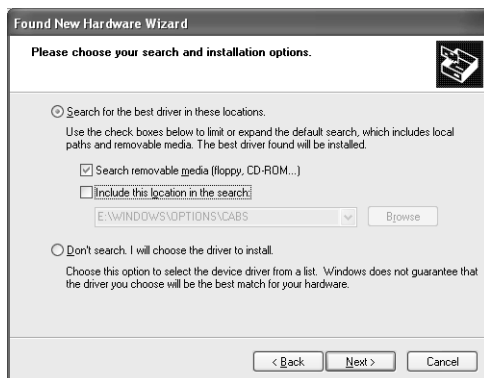 Found New Hardware Wizard
Please choose your search and installation options.
Search for the best driver in these locations.
Use the check boxes below to limit or expand the default search, which includes local
paths and removable media. The best driver found will be installed.
Search removable media (floppy, CD-ROM...)
Include this location in the search:
E:\WINDOWS\OPTIONS\CABS
Browse
Don't search. I will choose the driver to install.
Choose this option to select the device driver from a list. Windows does not guarantee that
the driver you choose will be the best match for your hardware.
< Back
Next >
Cancel